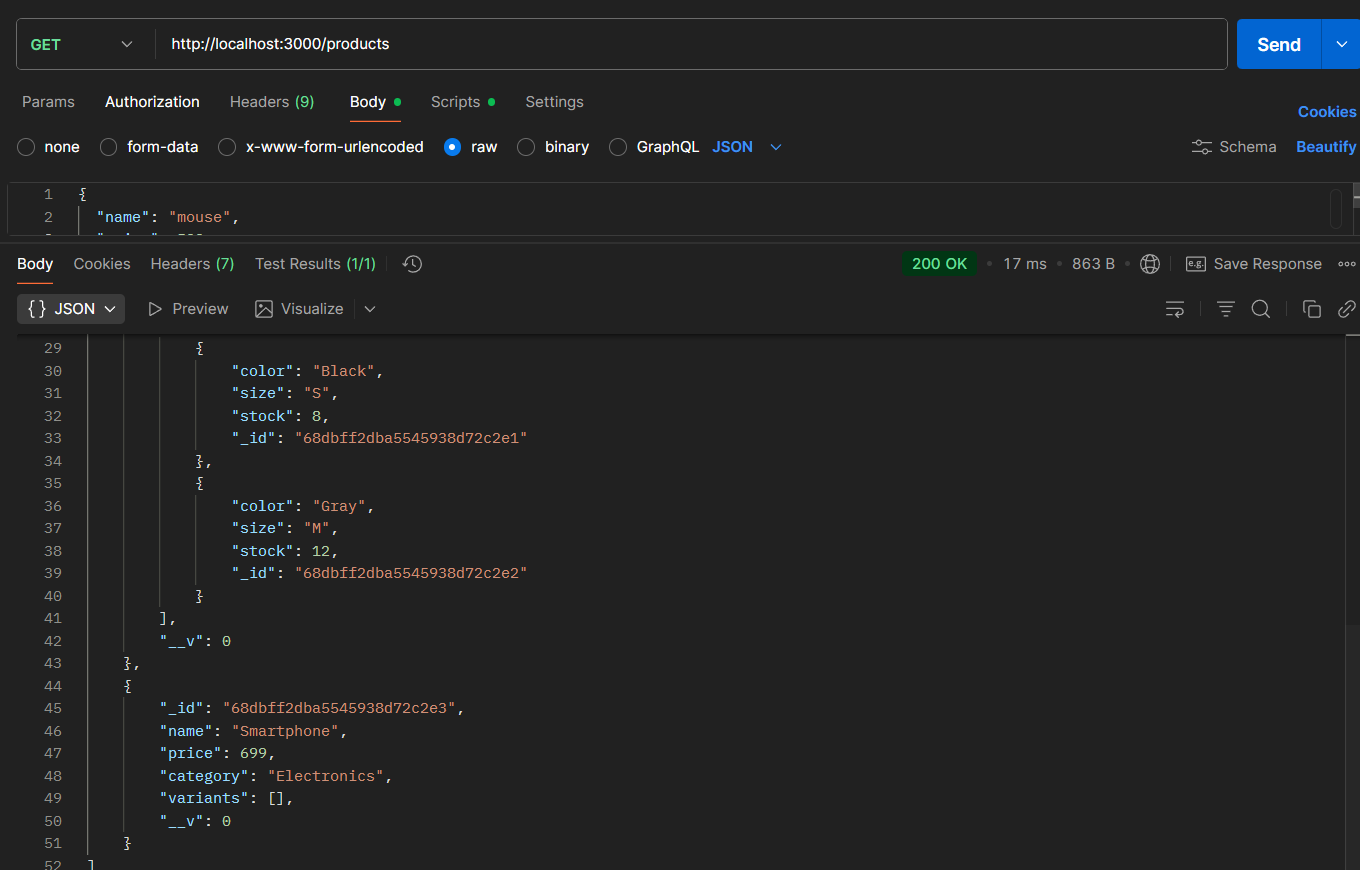 GET http://localhost:3000/products Send
Params Authorization Headers (9) Body Scripts Settings Cookies
none form-data x-www-form-urlencoded raw binary GraphQL JSON Schema Beautify
1 {
2 "name": "mouse",
Body Cookies Headers (7) Test Results (1/1) 200 OK 17 ms 863 B e.g. Save Response
{} JSON Preview Visualize
29 {
30 "color": "Black",
31 "size": "S",
32 "stock": 8,
33 "_id": "68dbff2dba5545938d72c2e1"
34 },
35 {
36 "color": "Gray",
37 "size": "M",
38 "stock": 12,
39 "_id": "68dbff2dba5545938d72c2e2"
40 }
41 ],
42 "__v": 0
43 },
44 {
45 "_id": "68dbff2dba5545938d72c2e3",
46 "name": "Smartphone",
47 "price": 699,
48 "category": "Electronics",
49 "variants": [],
50 "__v": 0
51 }
52 ]